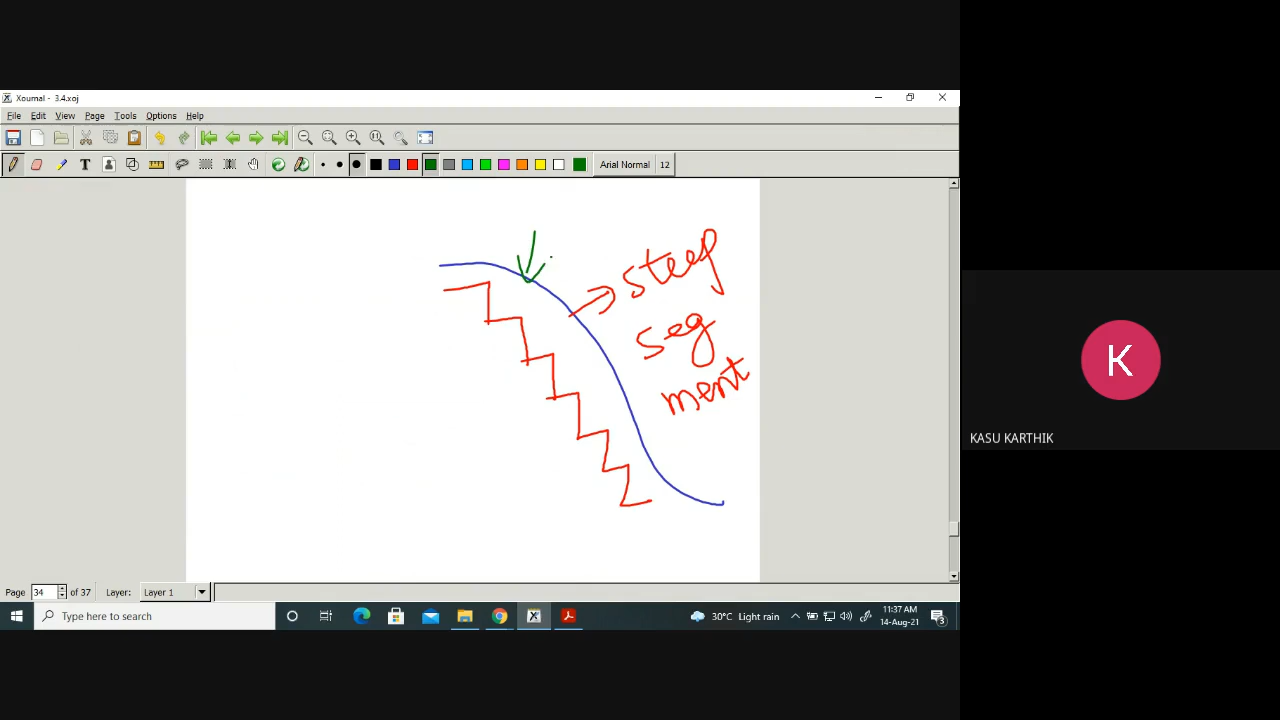 Xournal - 3.4.xoj
File Edit View Page Tools Options Help
Arial Normal 12
steep
seg
ment
K
KASU KARTHIK
Page 34 of 37 Layer: Layer 1
Type here to search
30°C Light rain
11:37 AM
14-Aug-21
3